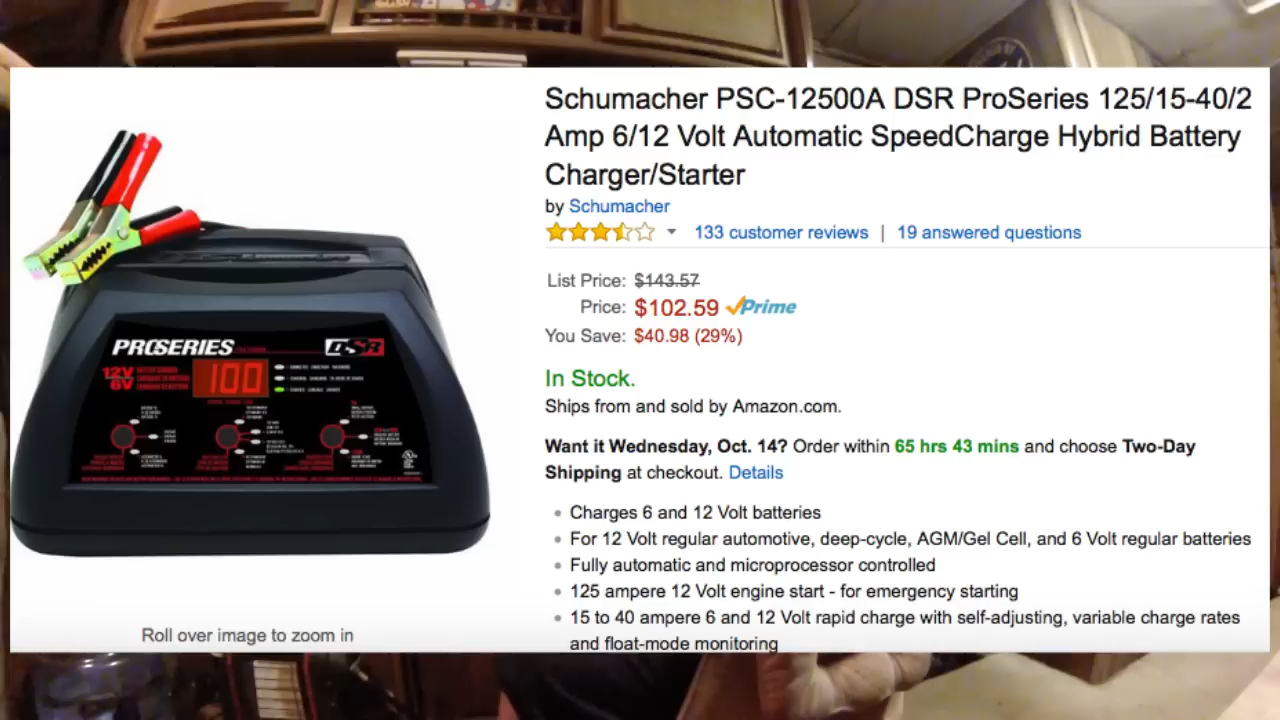 Schumacher PSC-12500A DSR ProSeries 125/15-40/2
Amp 6/12 Volt Automatic SpeedCharge Hybrid Battery
Charger/Starter
by Schumacher
133 customer reviews | 19 answered questions
List Price: $143.57
Price: $102.59 Prime
You Save: $40.98 (29%)
In Stock.
Ships from and sold by Amazon.com.
Want it Wednesday, Oct. 14? Order within 65 hrs 43 mins and choose Two-Day
Shipping at checkout. Details
• Charges 6 and 12 Volt batteries
• For 12 Volt regular automotive, deep-cycle, AGM/Gel Cell, and 6 Volt regular batteries
• Fully automatic and microprocessor controlled
• 125 ampere 12 Volt engine start - for emergency starting
• 15 to 40 ampere 6 and 12 Volt rapid charge with self-adjusting, variable charge rates
and float-mode monitoring
PROSERIES DSR
12V
6V
100
Roll over image to zoom in